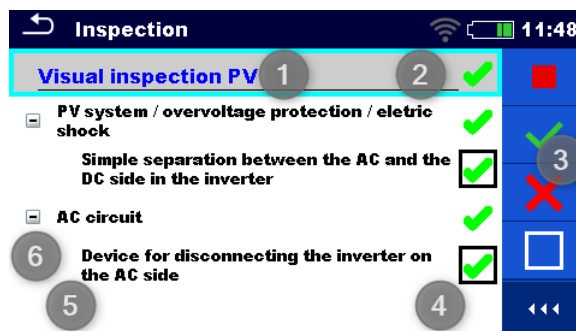 Inspection 11:48
Visual inspection PV 1 2
PV system / overvoltage protection / eletric
shock
Simple separation between the AC and the
DC side in the inverter
3
AC circuit
Device for disconnecting the inverter on
the AC side
6
5 4